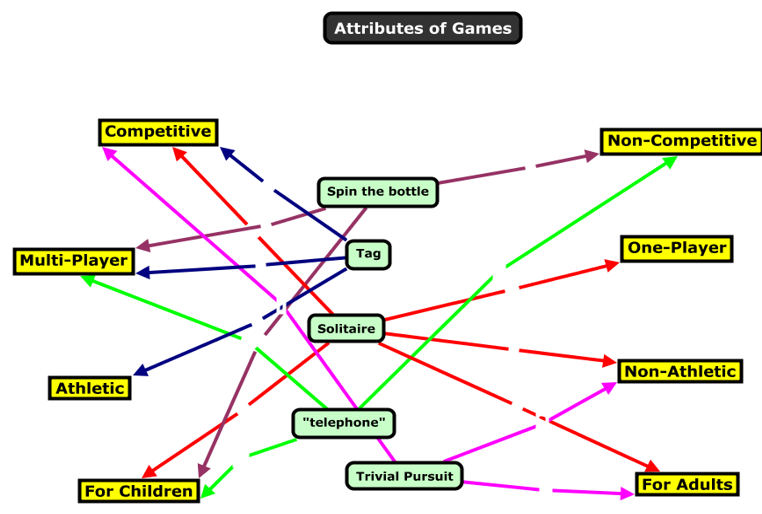 Attributes of Games
Competitive
Non-Competitive
Spin the bottle
Multi-Player
Tag
One-Player
Solitaire
Athletic
Non-Athletic
"telephone"
For Children
Trivial Pursuit
For Adults